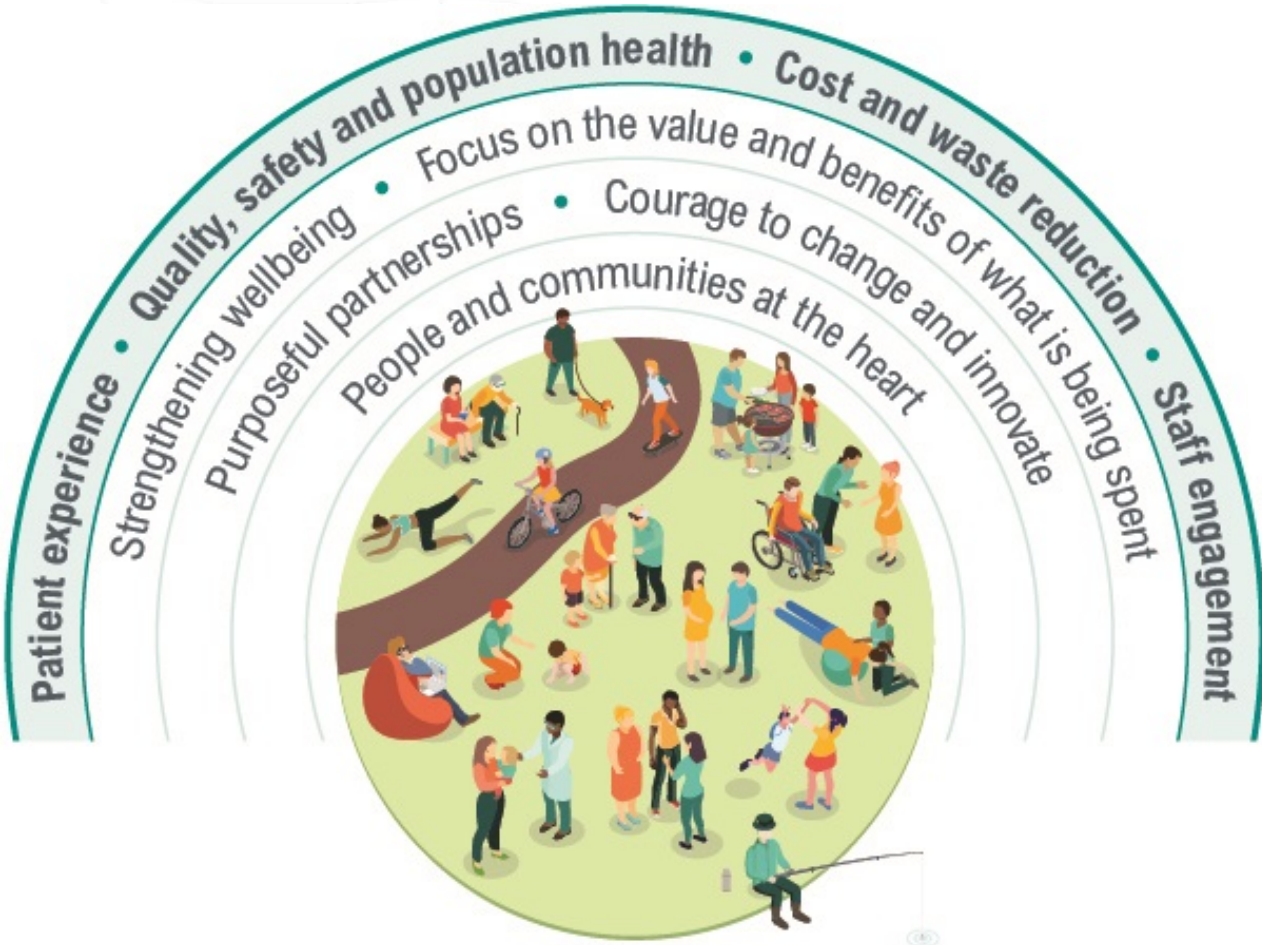 Patient experience • Quality, safety and population health • Cost and waste reduction • Staff engagement
Strengthening wellbeing • Focus on the value and benefits of what is being spent
Purposeful partnerships • Courage to change and innovate
People and communities at the heart